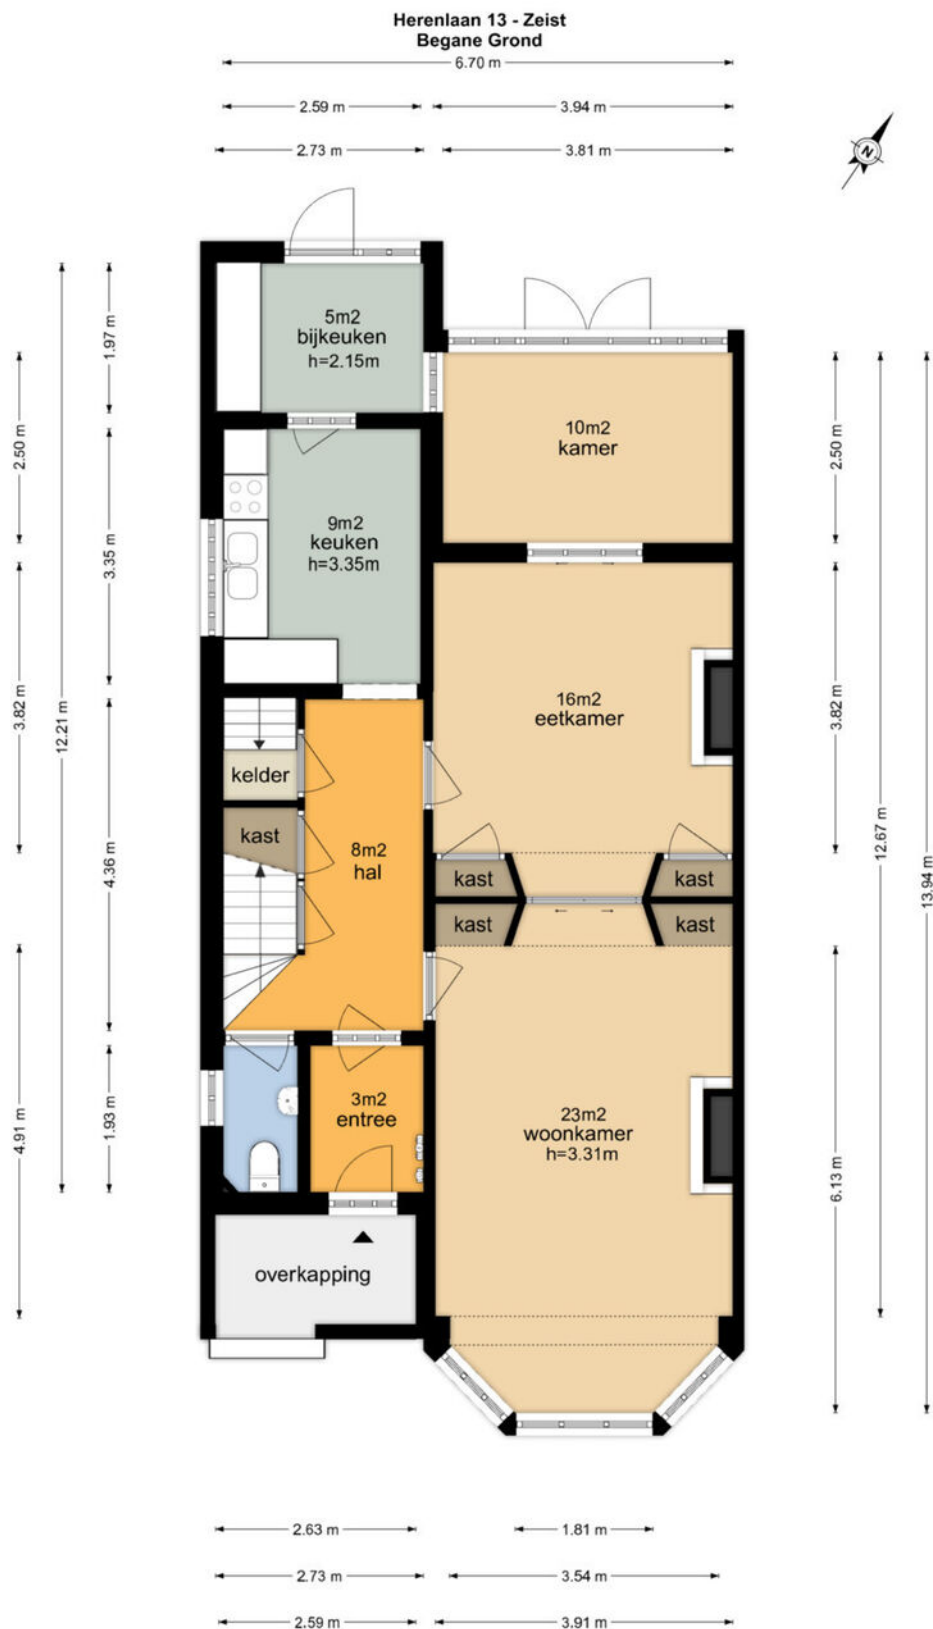 Herenlaan 13 - Zeist
Begane Grond
6.70 m
2.59 m
3.94 m
2.73 m
3.81 m
N
5m2
bijkeuken
h=2.15m
1.97 m
10m2
kamer
2.50 m
2.50 m
9m2
keuken
h=3.35m
3.35 m
16m2
eetkamer
3.82 m
3.82 m
12.21 m
kelder
kast
8m2
hal
4.36 m
12.67 m
13.94 m
kast
kast
kast
kast
3m2
entree
1.93 m
4.91 m
23m2
woonkamer
h=3.31m
6.13 m
overkapping
2.63 m
1.81 m
2.73 m
3.54 m
2.59 m
3.91 m